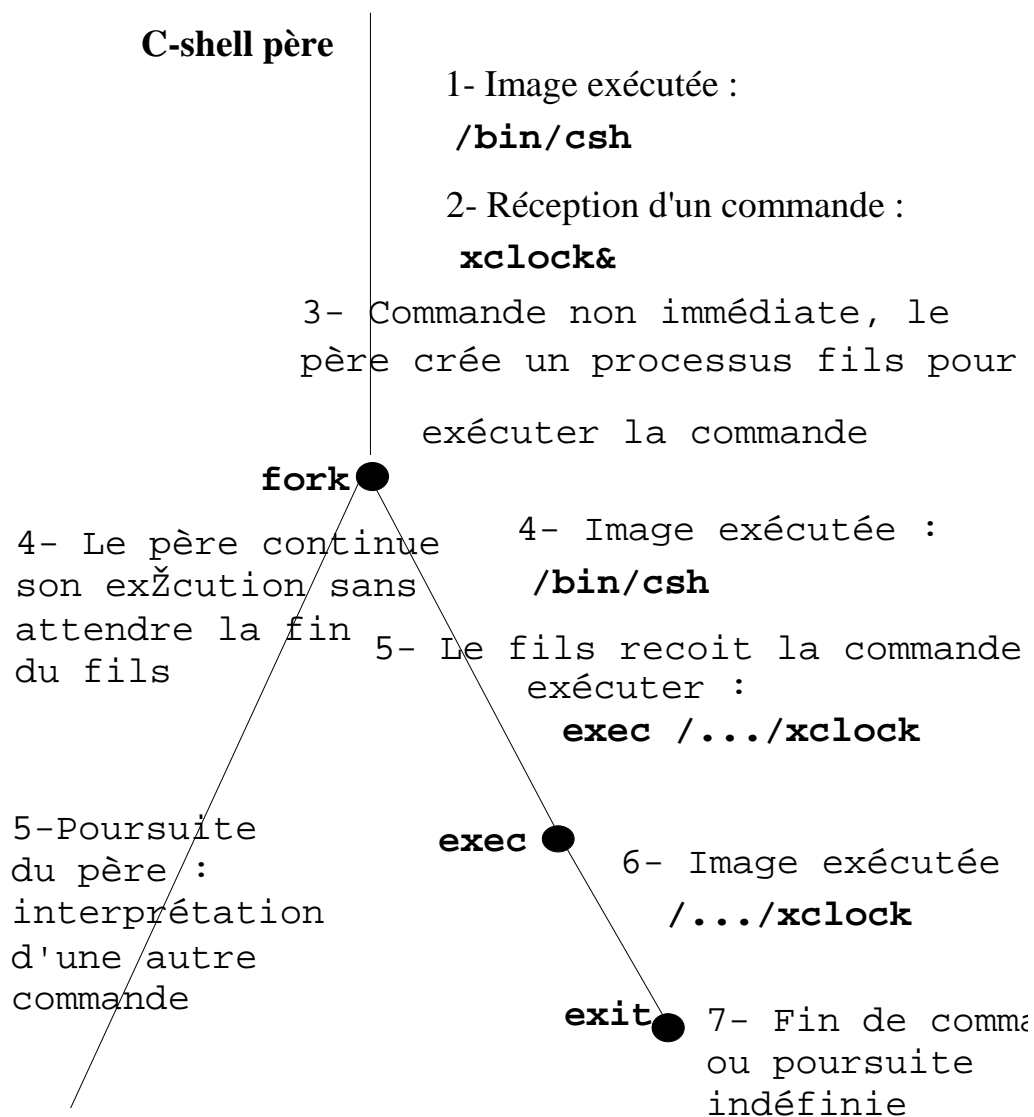 C-shell père
1- Image exécutée :
/bin/csh
2- Réception d'un commande :
xclock&
3- Commande non immédiate, le
père crée un processus fils pour
exécuter la commande
fork
4- Le père continue
son exŽcution sans
attendre la fin
du fils
4- Image exécutée :
/bin/csh
5- Le fils recoit la commande
exécuter :
exec /.../xclock
5-Poursuite
du père :
interprétation
d'une autre
commande
exec
6- Image exécutée
/.../xclock
exit
7- Fin de comma
ou poursuite
indéfinie